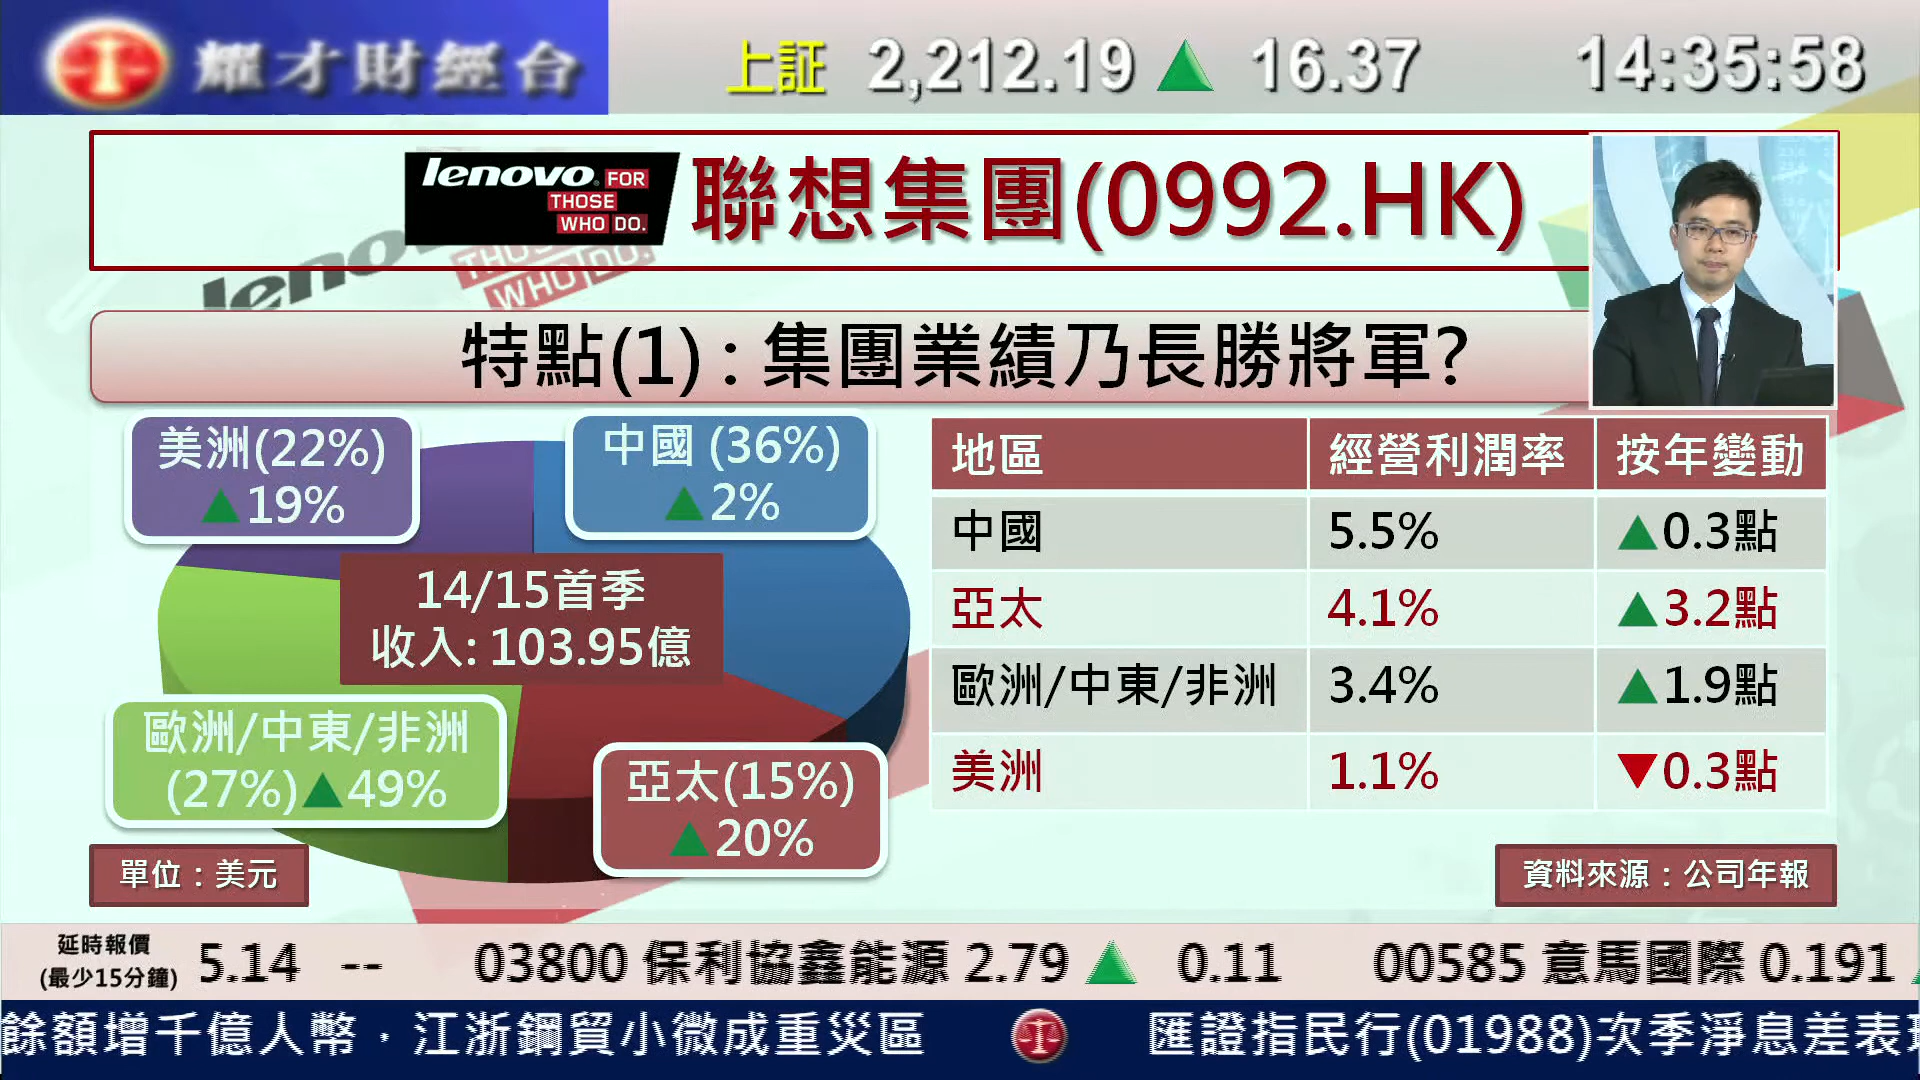 耀才財經台
上証 2,212.19 ▲ 16.37 14:35:58
lenovo FOR THOSE WHO DO.
聯想集團(0992.HK)
lenovo THOSE WHO DO.
特點(1) : 集團業績乃長勝將軍?
美洲(22%)
▲19%
中國 (36%)
▲2%
14/15首季
收入: 103.95億
歐洲/中東/非洲
(27%)▲49%
亞太(15%)
▲20%
單位：美元
地區 經營利潤率 按年變動
中國 5.5% ▲0.3點
亞太 4.1% ▲3.2點
歐洲/中東/非洲 3.4% ▲1.9點
美洲 1.1% ▼0.3點
資料來源：公司年報
延時報價
(最少15分鐘)
5.14 -- 03800 保利協鑫能源 2.79 ▲ 0.11 00585 意馬國際 0.191
餘額增千億人幣，江浙鋼貿小微成重災區 匯證指民行(01988)次季淨息差表